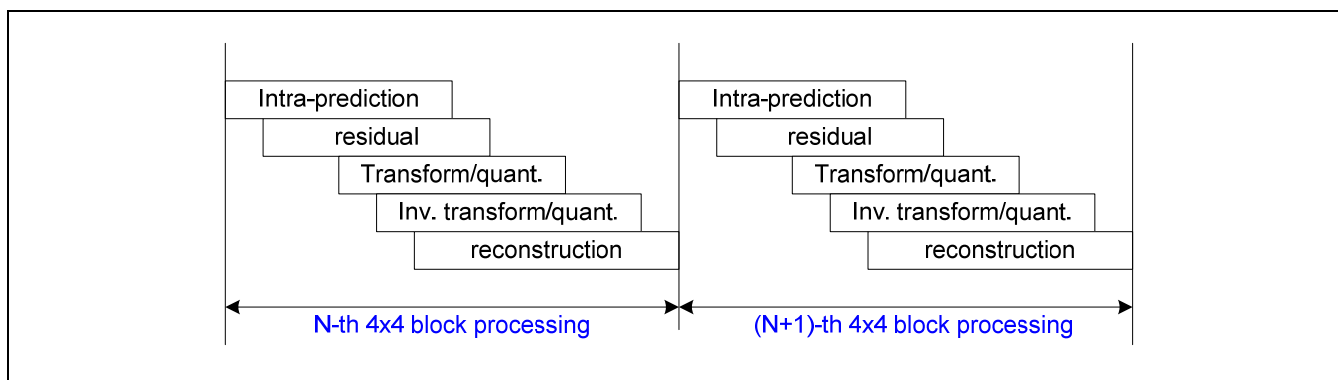 Intra-prediction
residual
Transform/quant.
Inv. transform/quant.
reconstruction
N-th 4x4 block processing
Intra-prediction
residual
Transform/quant.
Inv. transform/quant.
reconstruction
(N+1)-th 4x4 block processing